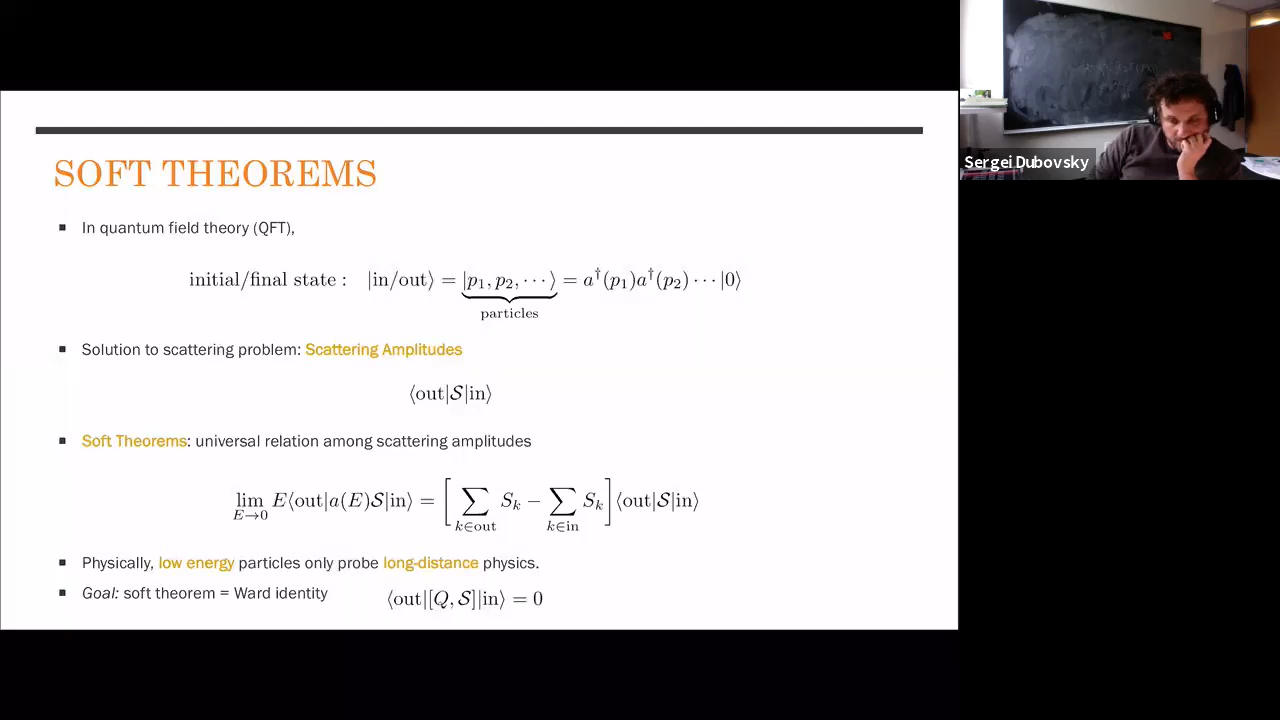 SOFT THEOREMS
In quantum field theory (QFT),
initial/final state : |in/out⟩ = |p₁, p₂, ⋯⟩ = a†(p₁)a†(p₂) ⋯ |0⟩
particles
Solution to scattering problem: Scattering Amplitudes
⟨out|𝒮|in⟩
Soft Theorems: universal relation among scattering amplitudes
lim E→0 E⟨out|a(E)𝒮|in⟩ = [ ∑ k∈out Sₖ − ∑ k∈in Sₖ ] ⟨out|𝒮|in⟩
Physically, low energy particles only probe long-distance physics.
Goal: soft theorem = Ward identity ⟨out|[Q, 𝒮]|in⟩ = 0
Sergei Dubovsky